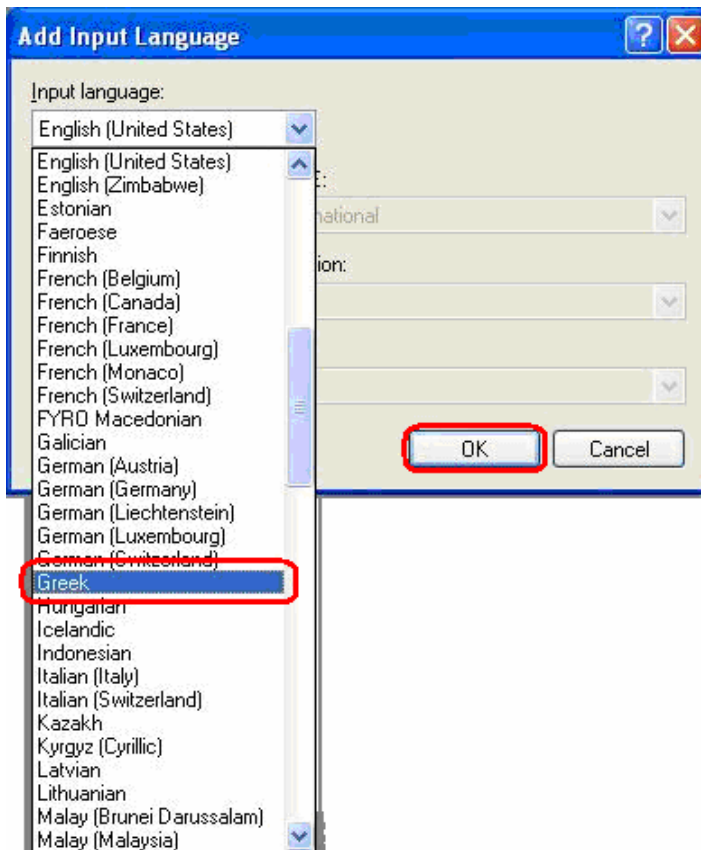 Add Input Language
Input language:
English (United States)
English (United States)
English (Zimbabwe)
Estonian
Faeroese
Finnish
French (Belgium)
French (Canada)
French (France)
French (Luxembourg)
French (Monaco)
French (Switzerland)
FYRO Macedonian
Galician
German (Austria)
German (Germany)
German (Liechtenstein)
German (Luxembourg)
German (Switzerland)
Greek
Hungarian
Icelandic
Indonesian
Italian (Italy)
Italian (Switzerland)
Kazakh
Kyrgyz (Cyrillic)
Latvian
Lithuanian
Malay (Brunei Darussalam)
Malay (Malaysia)
OK
Cancel